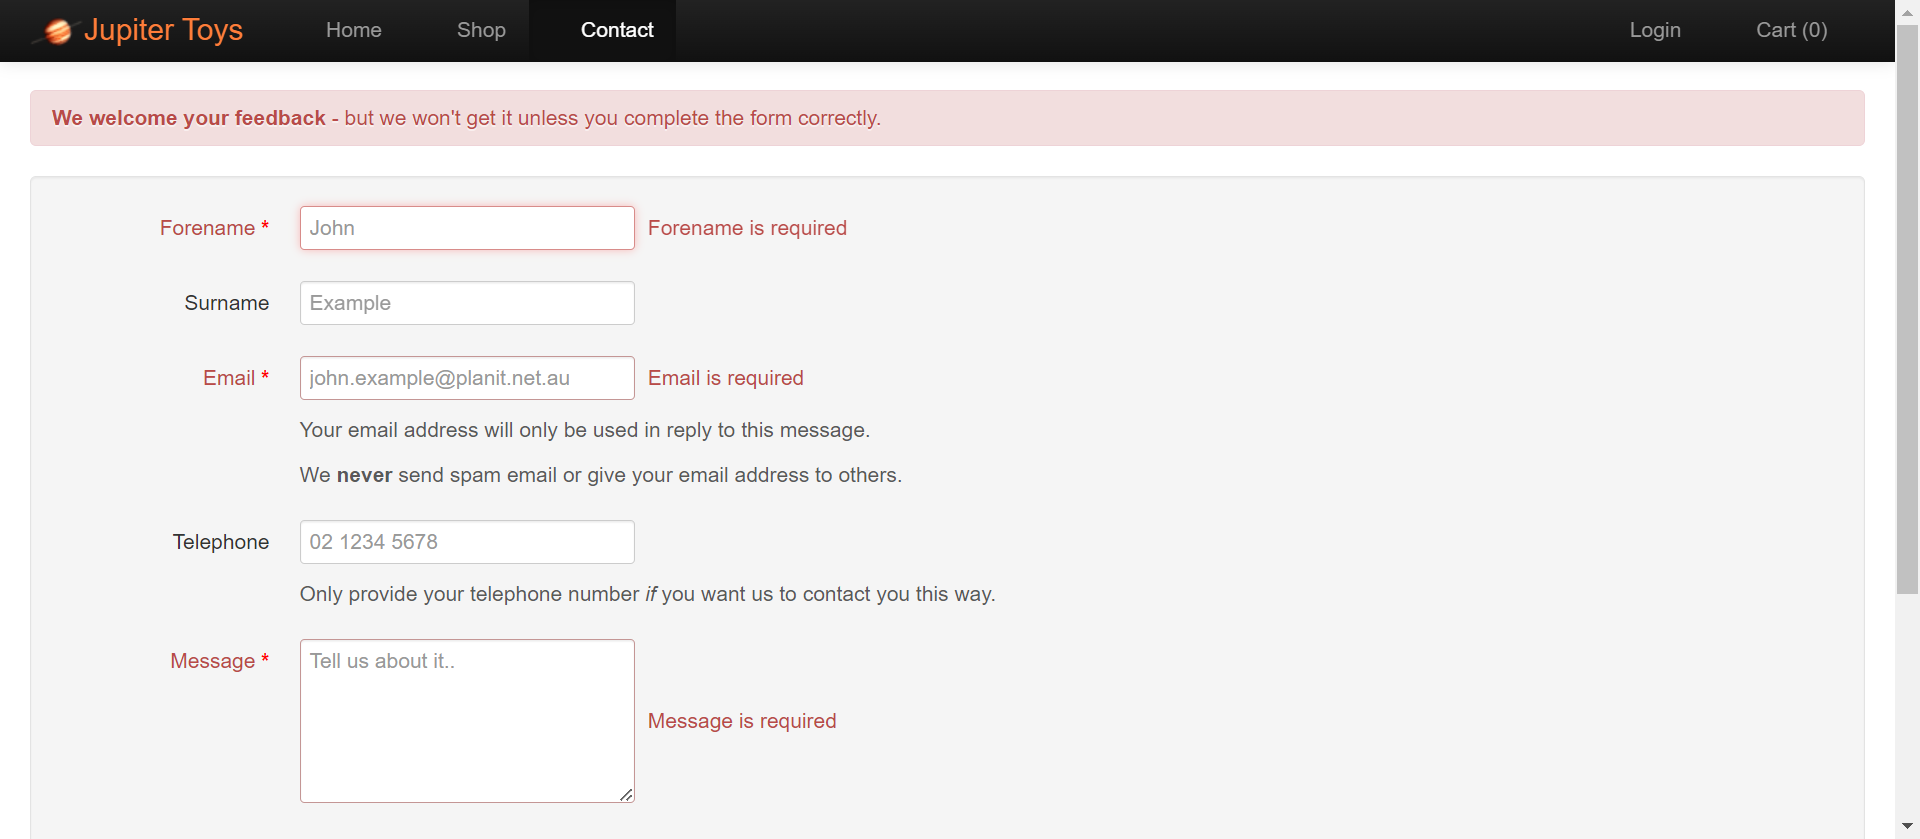 Jupiter Toys Home Shop Contact Login Cart (0)
We welcome your feedback - but we won't get it unless you complete the form correctly.
Forename * John Forename is required
Surname Example
Email * john.example@planit.net.au Email is required
Your email address will only be used in reply to this message.
We never send spam email or give your email address to others.
Telephone 02 1234 5678
Only provide your telephone number if you want us to contact you this way.
Message * Tell us about it..
Message is required